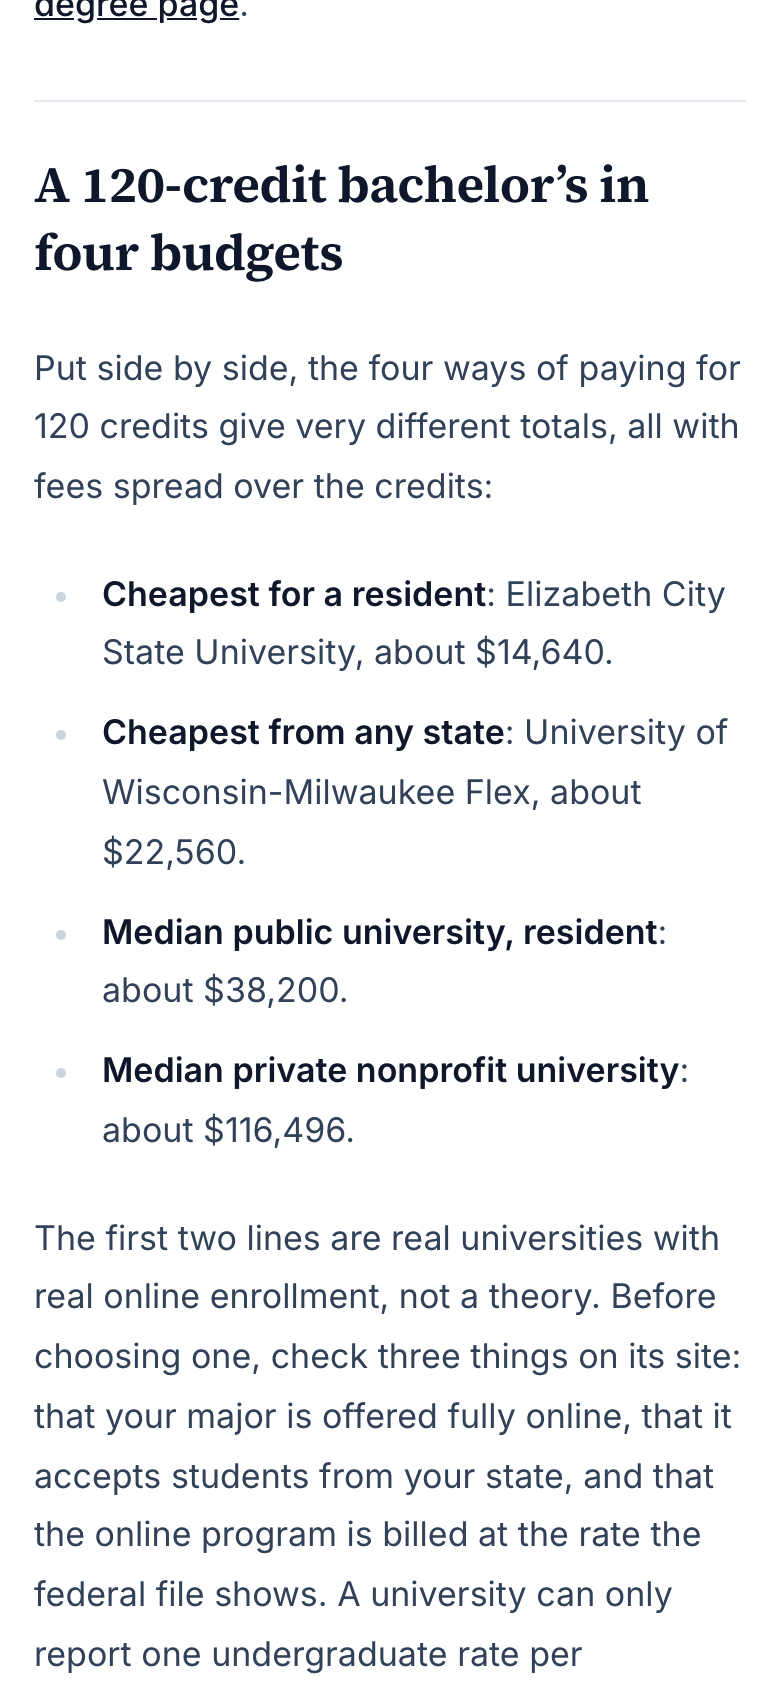 degree page.
A 120-credit bachelor’s in
four budgets
Put side by side, the four ways of paying for
120 credits give very different totals, all with
fees spread over the credits:
Cheapest for a resident: Elizabeth City
State University, about $14,640.
Cheapest from any state: University of
Wisconsin-Milwaukee Flex, about
$22,560.
Median public university, resident:
about $38,200.
Median private nonprofit university:
about $116,496.
The first two lines are real universities with
real online enrollment, not a theory. Before
choosing one, check three things on its site:
that your major is offered fully online, that it
accepts students from your state, and that
the online program is billed at the rate the
federal file shows. A university can only
report one undergraduate rate per